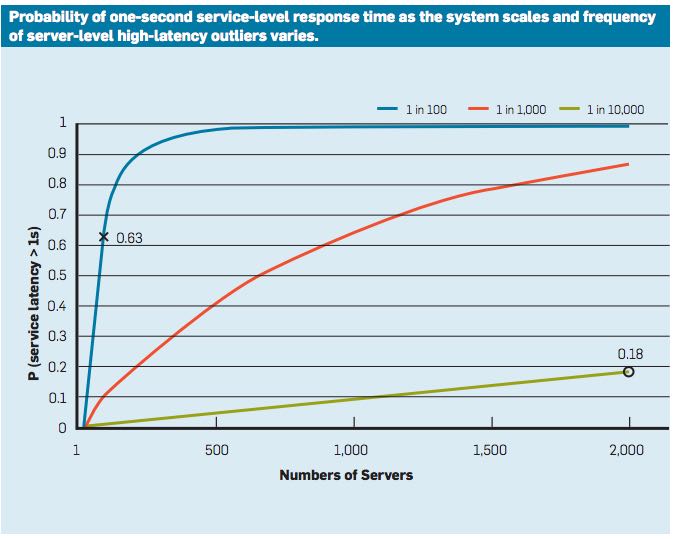 Probability of one-second service-level response time as the system scales and frequency
of server-level high-latency outliers varies.
1 in 100 1 in 1,000 1 in 10,000
1
0.9
0.8
0.7
0.63
0.6
0.5
0.4
0.3
0.18
0.2
0.1
0
P (service latency > 1s)
1 500 1,000 1,500 2,000
Numbers of Servers